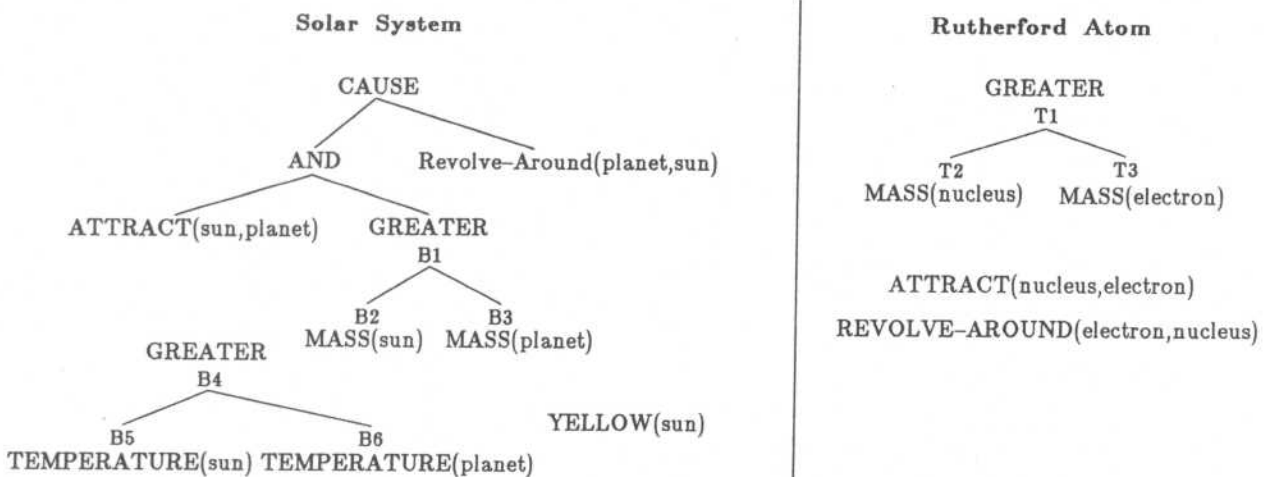 Solar System
CAUSE
AND Revolve–Around(planet,sun)
ATTRACT(sun,planet) GREATER
B1
B2 B3
MASS(sun) MASS(planet)
GREATER
B4
YELLOW(sun)
B5 B6
TEMPERATURE(sun) TEMPERATURE(planet)
Rutherford Atom
GREATER
T1
T2 T3
MASS(nucleus) MASS(electron)
ATTRACT(nucleus,electron)
REVOLVE–AROUND(electron,nucleus)